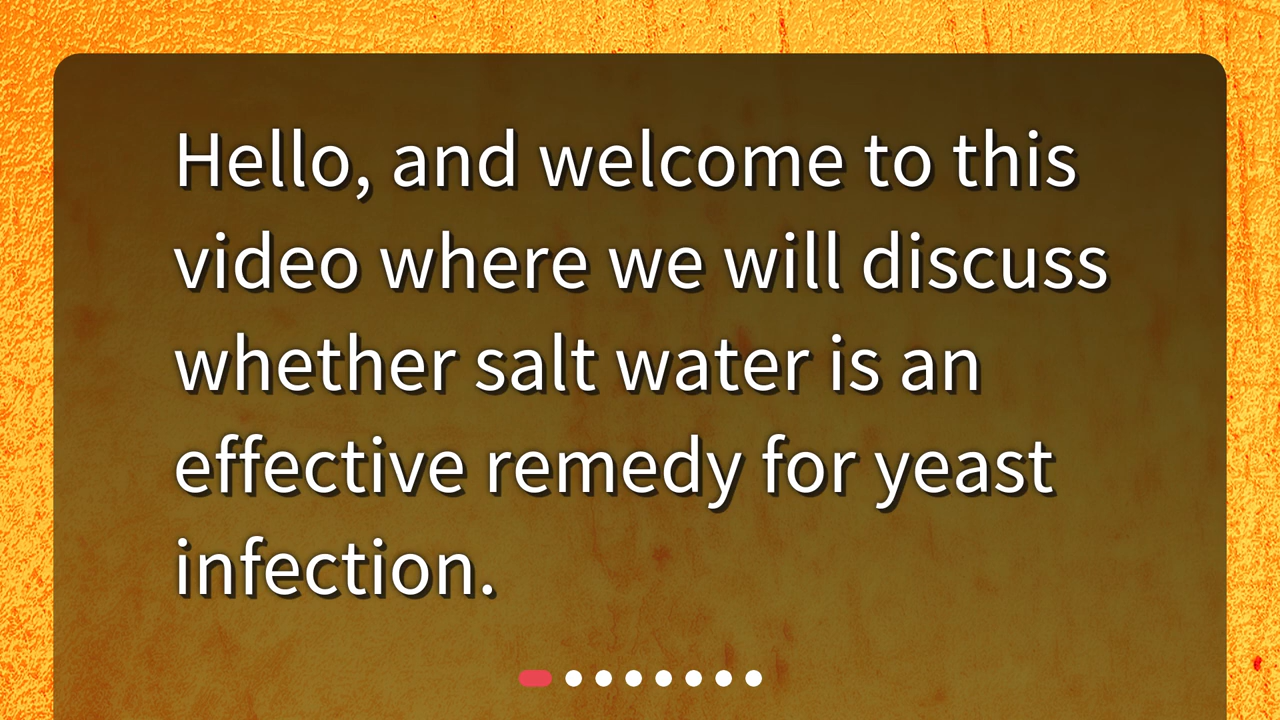 Hello, and welcome to this
video where we will discuss
whether salt water is an
effective remedy for yeast
infection.